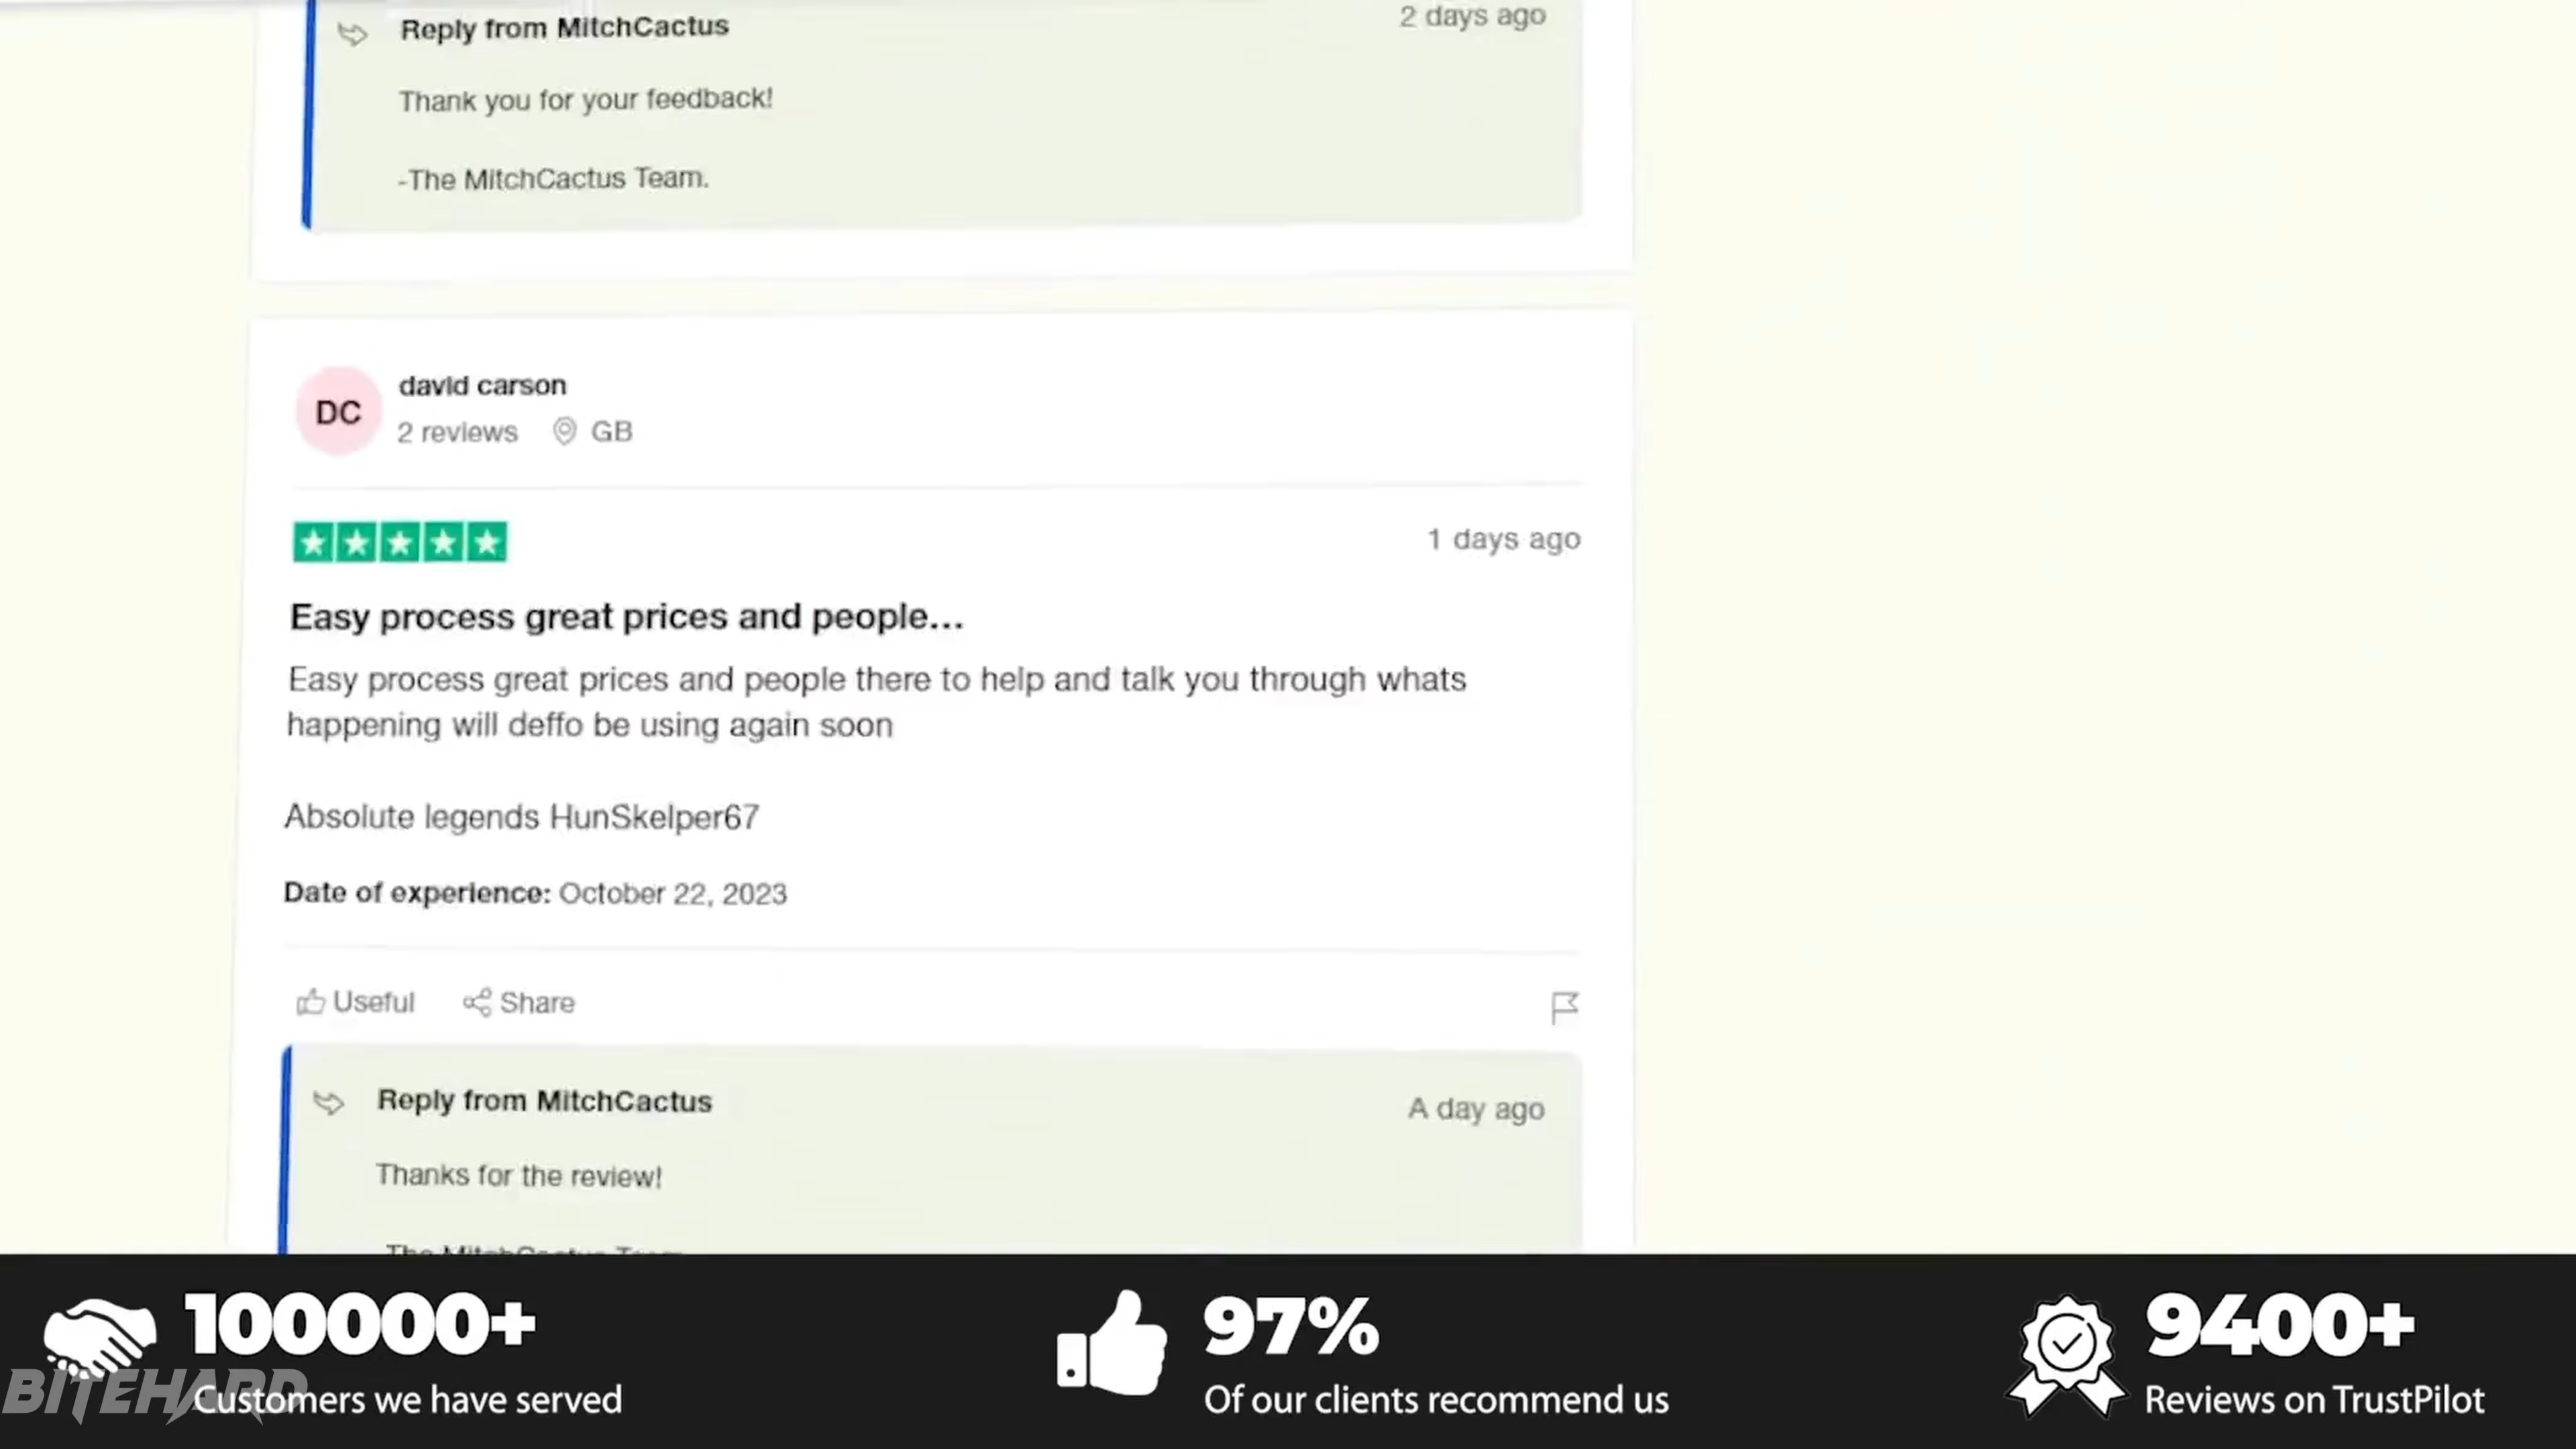 Reply from MitchCactus
2 days ago
Thank you for your feedback!
-The MitchCactus Team.
DC
david carson
2 reviews GB
1 days ago
Easy process great prices and people...
Easy process great prices and people there to help and talk you through whats
happening will deffo be using again soon
Absolute legends HunSkelper67
Date of experience: October 22, 2023
Useful Share
Reply from MitchCactus
A day ago
Thanks for the review!
The MitchCactus Team
100000+
Customers we have served
97%
Of our clients recommend us
9400+
Reviews on TrustPilot
BITEHARD